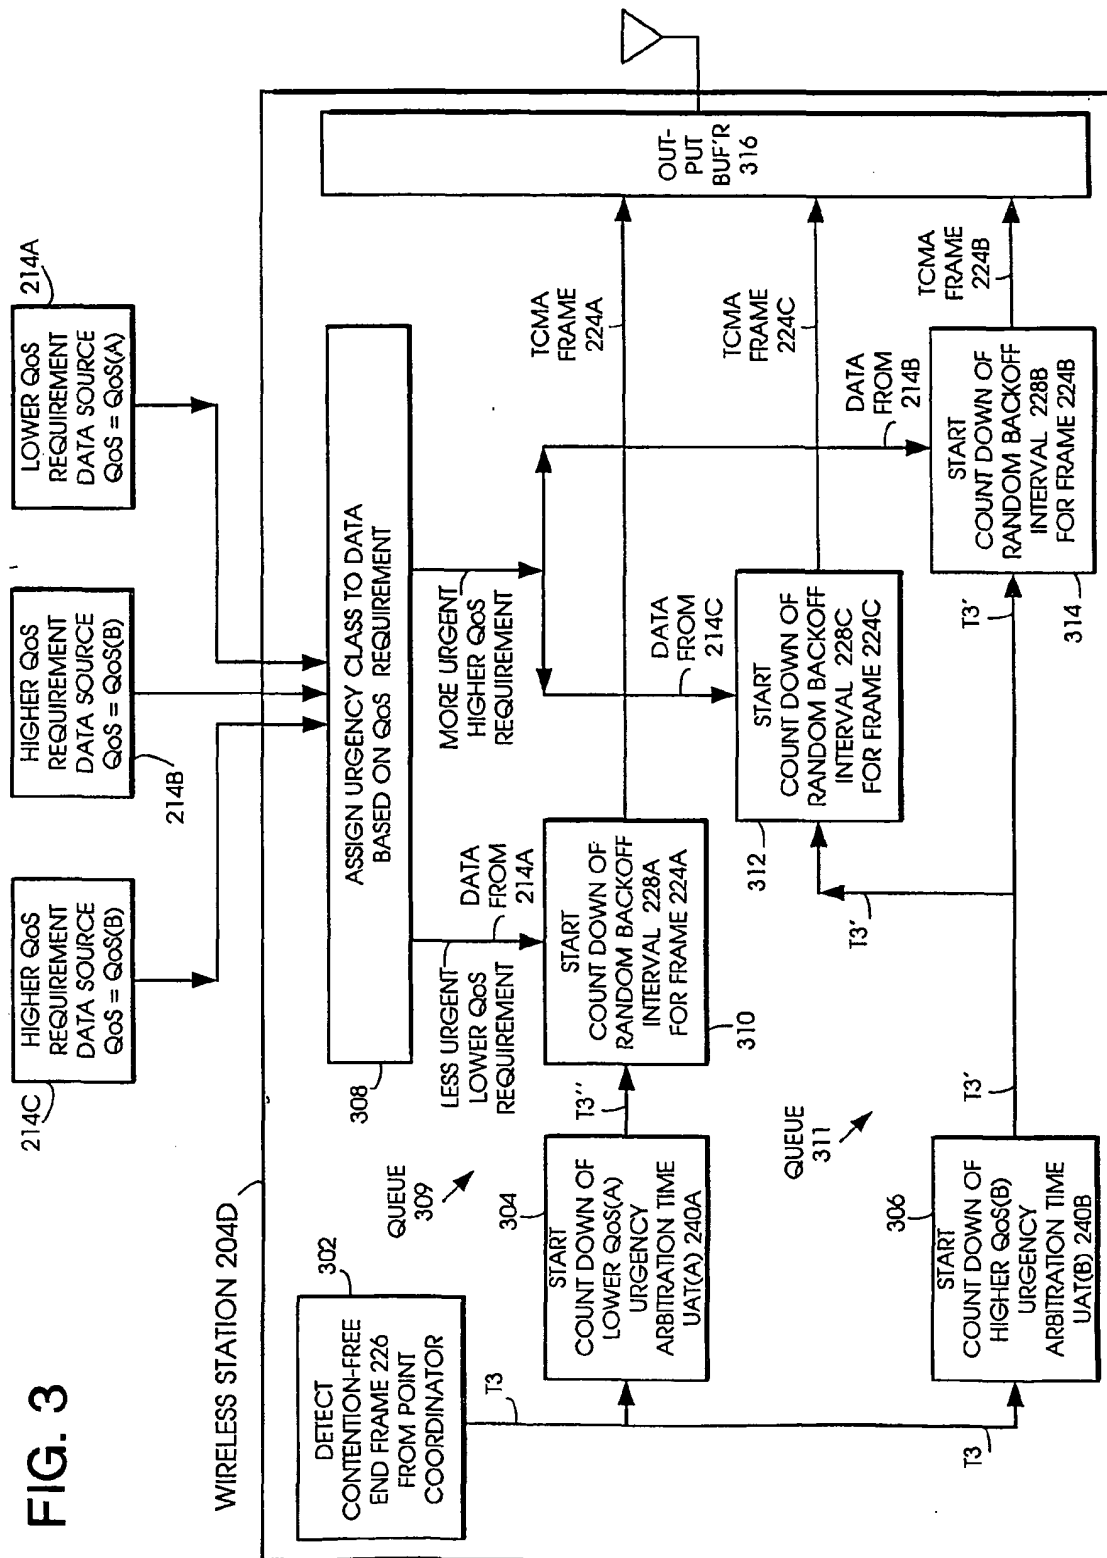 FIG. 3
214C
HIGHER QoS
REQUIREMENT
DATA SOURCE
QoS = QoS(B)
HIGHER QoS
REQUIREMENT
DATA SOURCE
QoS = QoS(B)
214B
LOWER QoS
REQUIREMENT
DATA SOURCE
QoS = QoS(A)
214A
WIRELESS STATION 204D
302
DETECT
CONTENTION-FREE
END FRAME 226
FROM POINT
COORDINATOR
308
ASSIGN URGENCY CLASS TO DATA
BASED ON QoS REQUIREMENT
QUEUE
309
LESS URGENT
LOWER QoS
REQUIREMENT
DATA
FROM
214A
MORE URGENT
HIGHER QoS
REQUIREMENT
T3
304
START
COUNT DOWN OF
LOWER QoS(A)
URGENCY
ARBITRATION TIME
UAT(A) 240A
T3''
START
COUNT DOWN OF
RANDOM BACKOFF
INTERVAL 228A
FOR FRAME 224A
310
TCMA
FRAME
224A
OUT-
PUT
BUF'R
316
DATA
FROM
214C
312
START
COUNT DOWN OF
RANDOM BACKOFF
INTERVAL 228C
FOR FRAME 224C
TCMA
FRAME
224C
QUEUE
311
T3'
DATA
FROM
214B
TCMA
FRAME
224B
T3
306
START
COUNT DOWN OF
HIGHER QoS(B)
URGENCY
ARBITRATION TIME
UAT(B) 240B
T3'
T3'
START
COUNT DOWN OF
RANDOM BACKOFF
INTERVAL 228B
FOR FRAME 224B
314